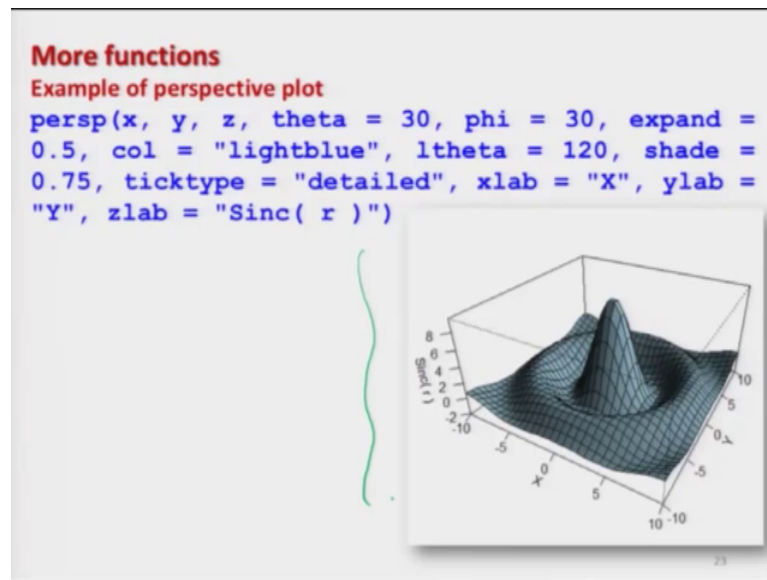 More functions
Example of perspective plot
persp(x, y, z, theta = 30, phi = 30, expand =
0.5, col = "lightblue", ltheta = 120, shade =
0.75, ticktype = "detailed", xlab = "X", ylab =
"Y", zlab = "Sinc( r )")
8
6
4
2
0
-2
Sinc( r )
-10
-5
0
5
10
X
-10
-5
0
5
10
Y
23